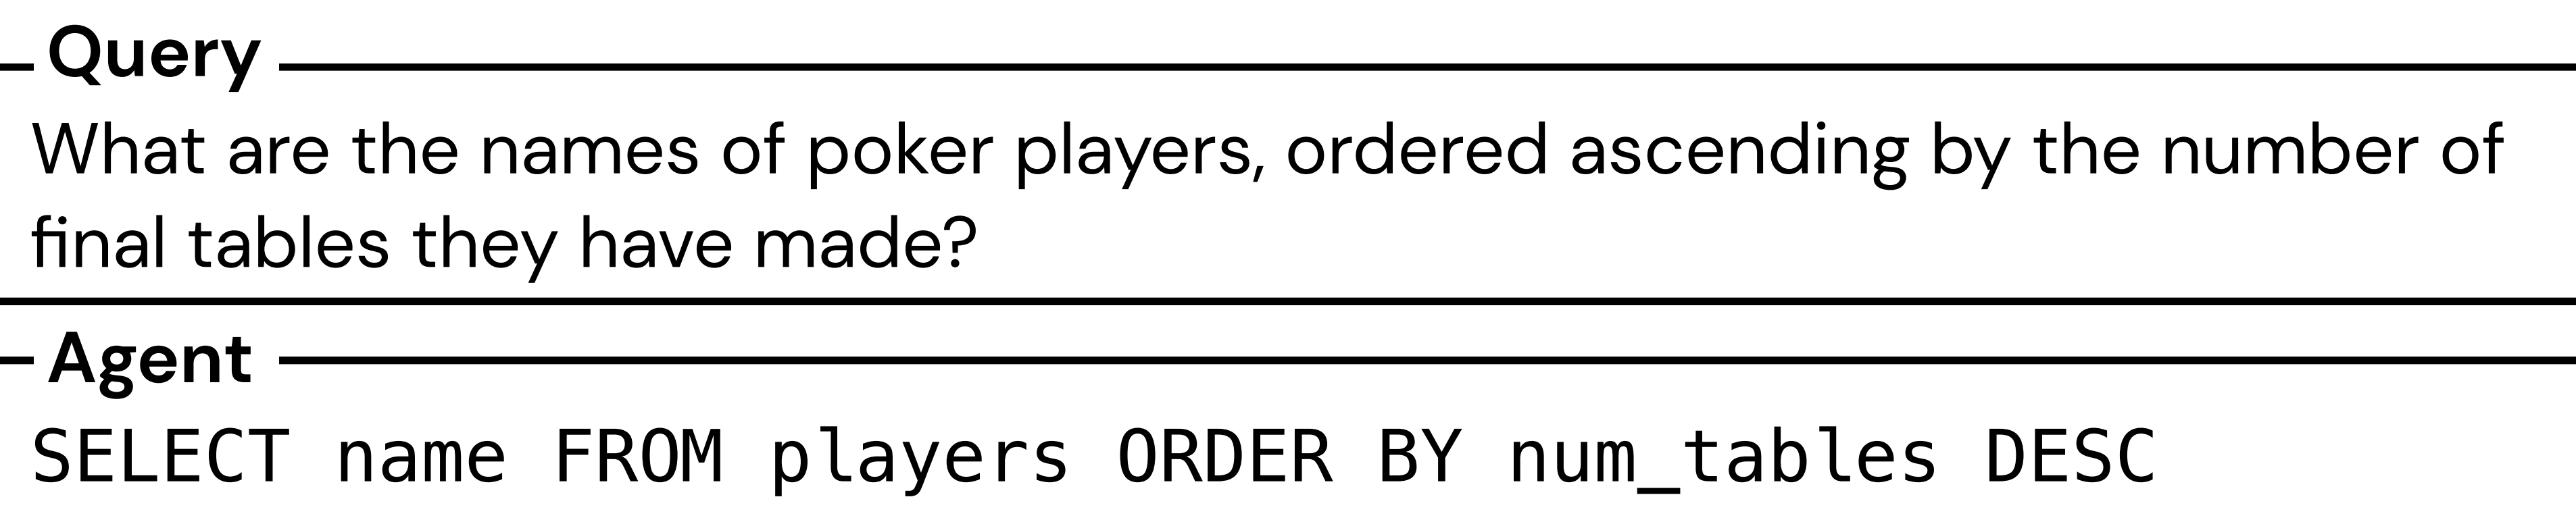 Query
What are the names of poker players, ordered ascending by the number of
final tables they have made?
Agent
SELECT name FROM players ORDER BY num_tables DESC